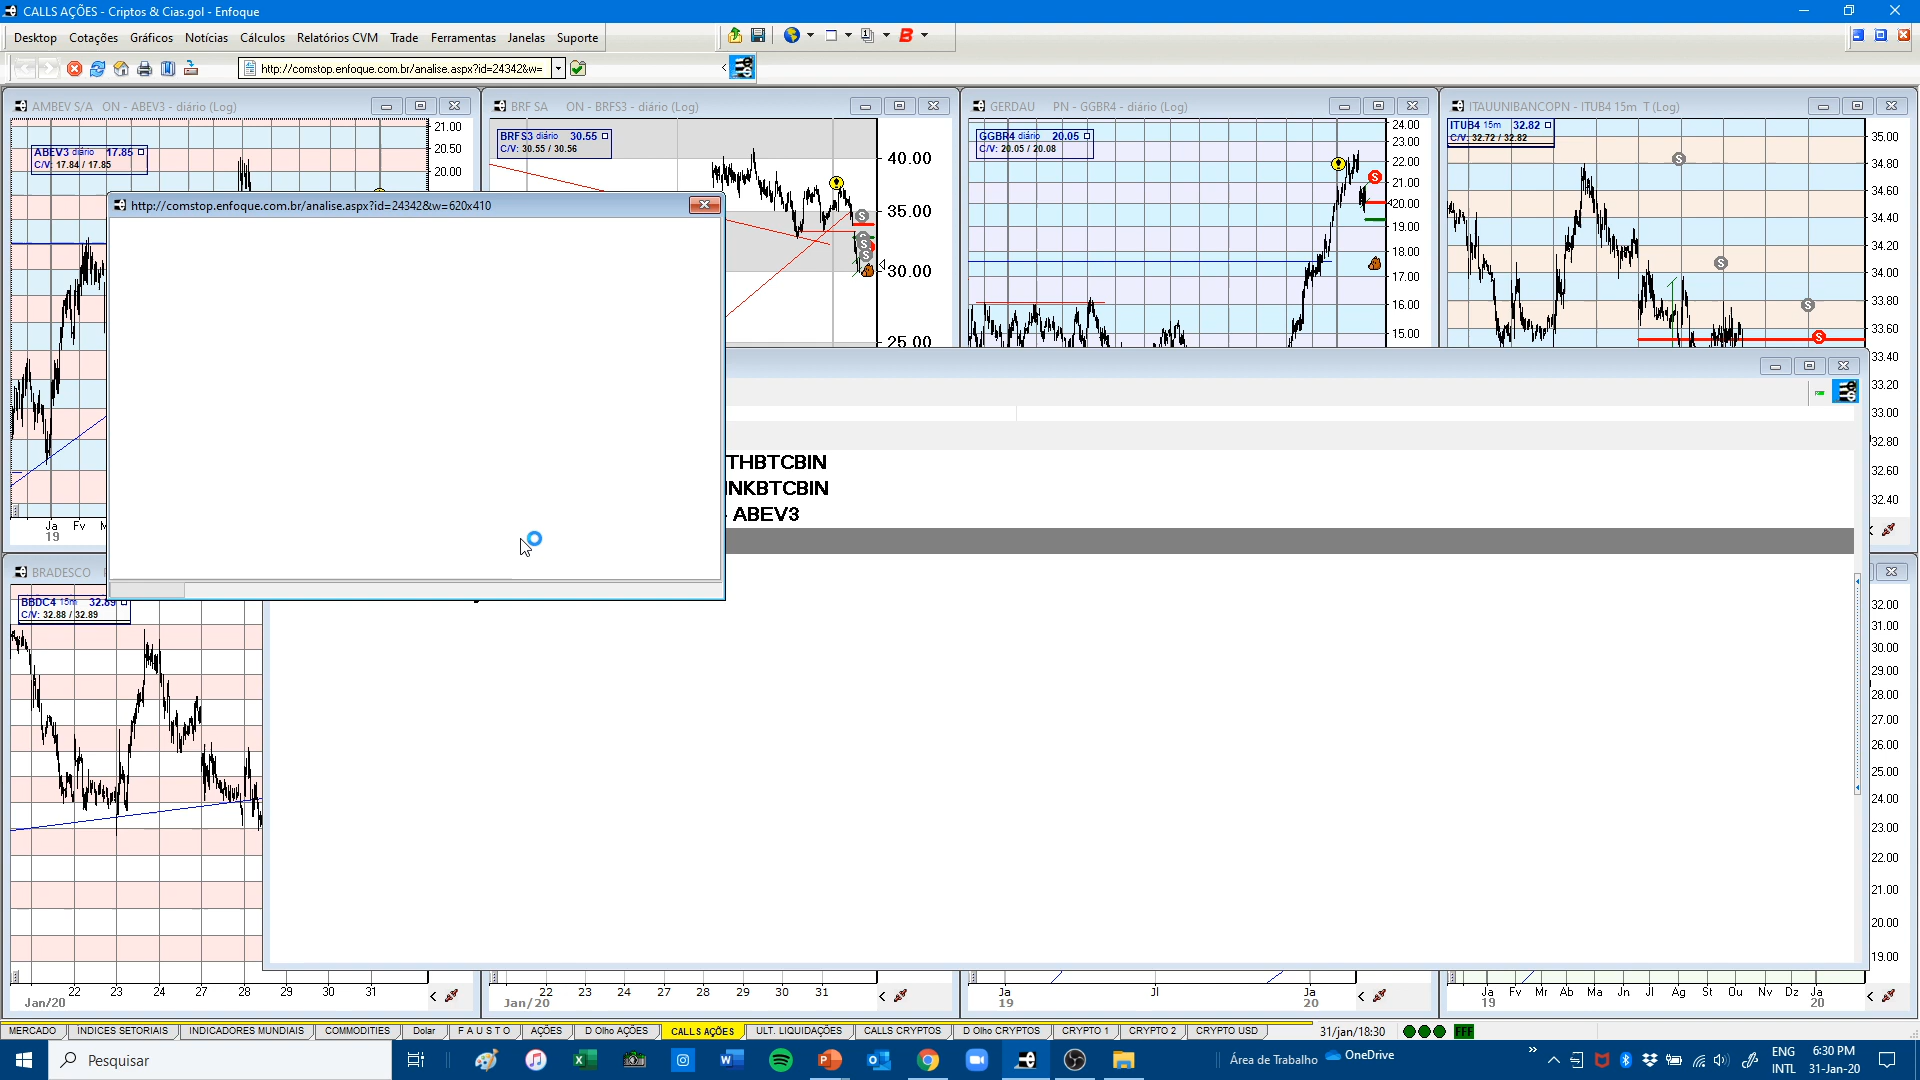 CALLS AÇÕES - Criptos & Cias.gol - Enfoque
Desktop Cotações Gráficos Notícias Cálculos Relatórios CVM Trade Ferramentas Janelas Suporte
http://comstop.enfoque.com.br/analise.aspx?id=24342&w=
AMBEV S/A ON - ABEV3 - diário (Log)
BRF SA ON - BRFS3 - diário (Log)
GERDAU PN - GGBR4 - diário (Log)
ITAUUNIBANCOPN - ITUB4 15m T (Log)
ABEV3 diário 17.85
C/V: 17.84 / 17.85
21.00
20.50
20.00
BRFS3 diário 30.55
C/V: 30.55 / 30.56
40.00
35.00
30.00
25.00
GGBR4 diário 20.05
C/V: 20.05 / 20.08
24.00
23.00
22.00
21.00
20.00
19.00
18.00
17.00
16.00
15.00
ITUB4 15m 32.82
C/V: 32.72 / 32.82
35.00
34.80
34.60
34.40
34.20
34.00
33.80
33.60
33.40
33.20
33.00
32.80
32.60
32.40
http://comstop.enfoque.com.br/analise.aspx?id=24342&w=620x410
THBTCBIN
INKBTCBIN
- ABEV3
Ja Fv
19
BRADESCO
BBDC4 15m 32.89
C/V: 32.88 / 32.89
32.00
31.00
30.00
29.00
28.00
27.00
26.00
25.00
24.00
23.00
22.00
21.00
20.00
19.00
22 23 24 27 28 29 30 31
Jan/20
22 23 24 27 28 29 30 31
Jan/20
Ja Jl Ja
19 20
Ja Fv Mr Ab Ma Jn Jl Ag St Ou Nv Dz Ja
19 20
MERCADO ÍNDICES SETORIAIS INDICADORES MUNDIAIS COMMODITIES Dolar F A U S T O AÇÕES D Olho AÇÕES CALLS AÇÕES ULT. LIQUIDAÇÕES CALLS CRYPTOS D Olho CRYPTOS CRYPTO 1 CRYPTO 2 CRYPTO USD 31/jan/18:30 FFF
Pesquisar
Área de Trabalho
OneDrive
ENG
INTL
6:30 PM
31-Jan-20